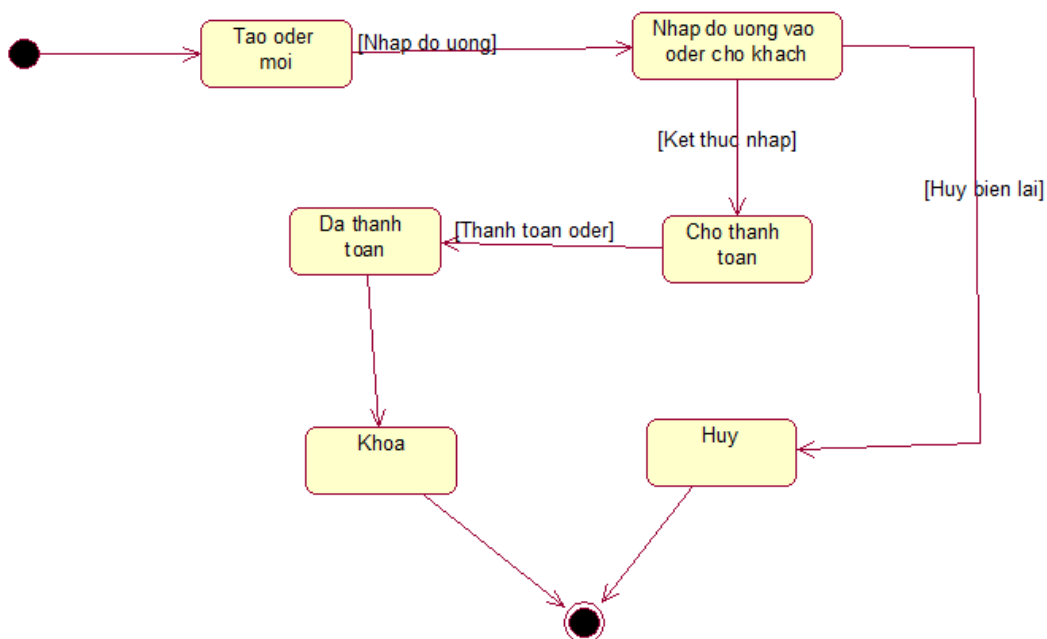 Tao oder
moi
[Nhap do uong]
Nhap do uong vao
oder cho khach
[Ket thuc nhap]
[Huy bien lai]
Da thanh
toan
[Thanh toan oder]
Cho thanh
toan
Khoa
Huy